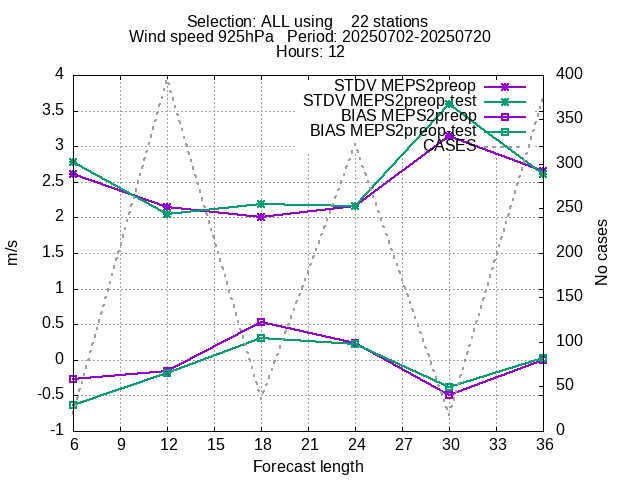 Selection: ALL using    22 stations
Wind speed 925hPa   Period: 20250702-20250720
Hours: 12
STDV MEPS2preop
STDV MEPS2preop_test
BIAS MEPS2preop
BIAS MEPS2preop_test
CASES
4
3.5
3
2.5
2
1.5
1
0.5
0
-0.5
-1
m/s
400
350
300
250
200
150
100
50
0
No cases
6 9 12 15 18 21 24 27 30 33 36
Forecast length